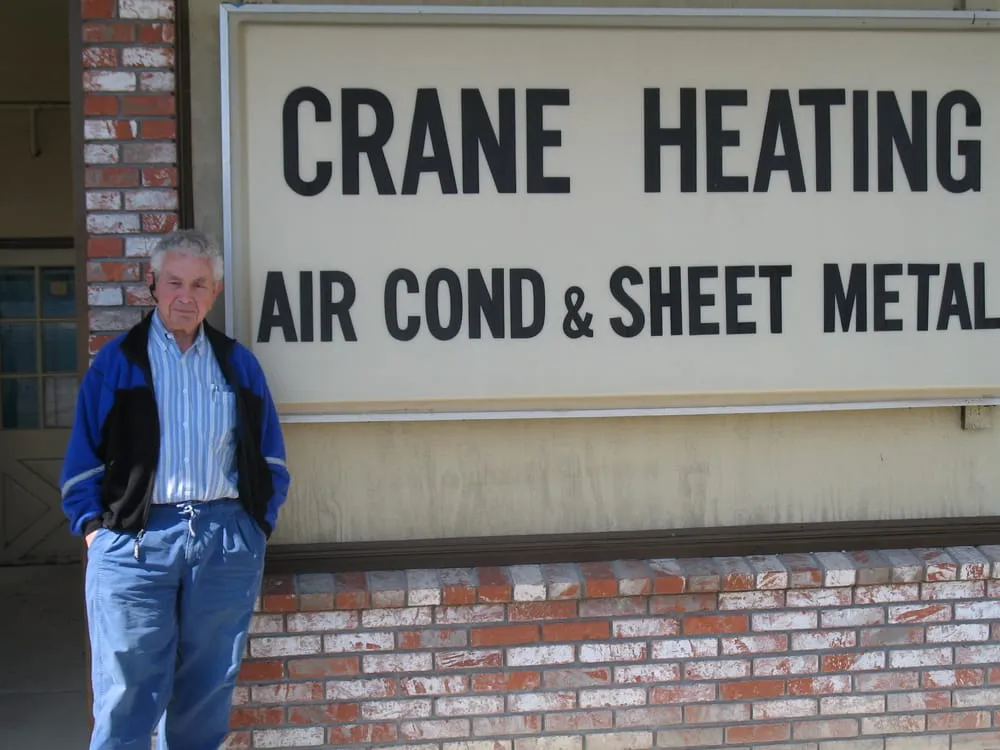 CRANE HEATING
AIR COND & SHEET METAL